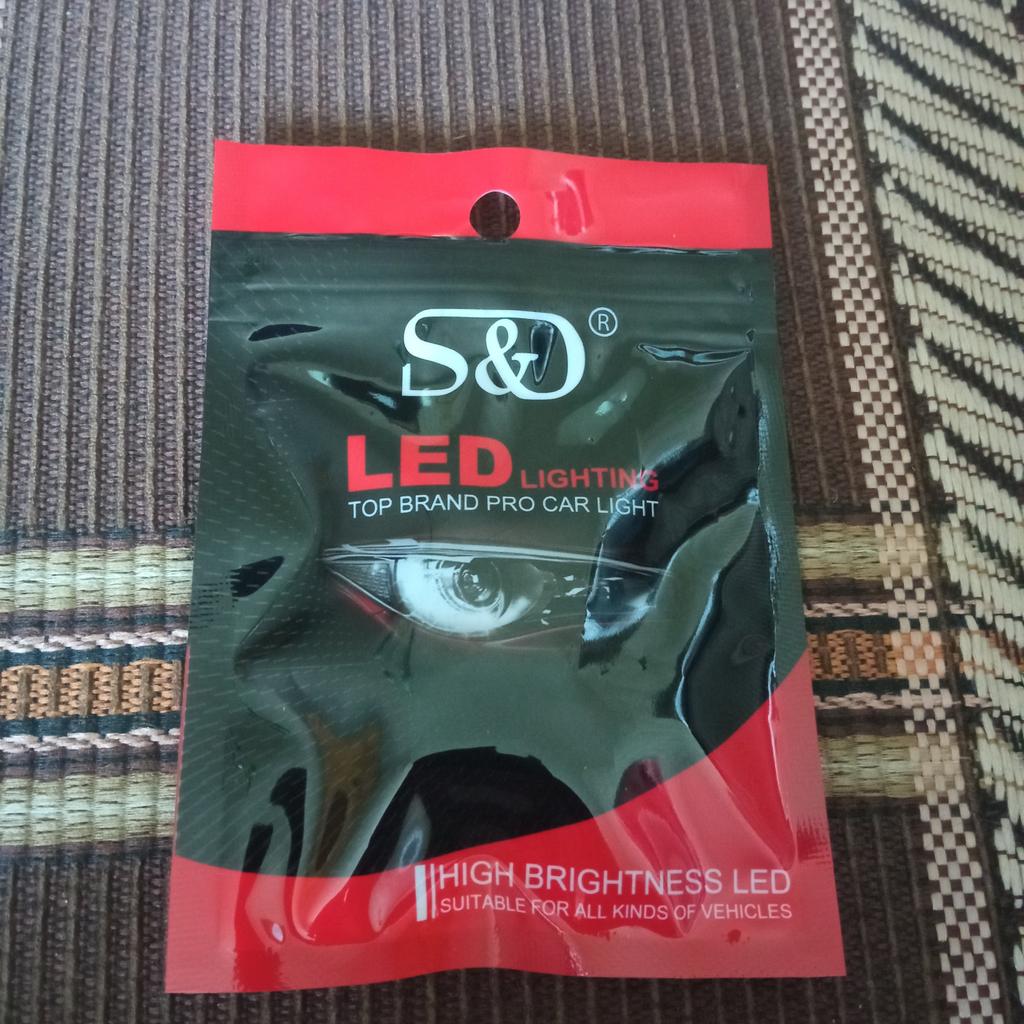 S&D®
LED LIGHTING
TOP BRAND PRO CAR LIGHT
HIGH BRIGHTNESS LED
SUITABLE FOR ALL KINDS OF VEHICLES